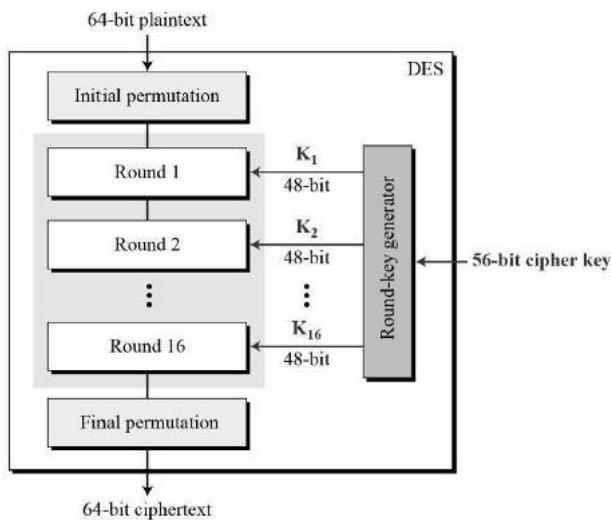 64-bit plaintext
DES
Initial permutation
Round 1
K₁
48-bit
Round 2
K₂
48-bit
Round-key generator
56-bit cipher key
Round 16
K₁₆
48-bit
Final permutation
64-bit ciphertext